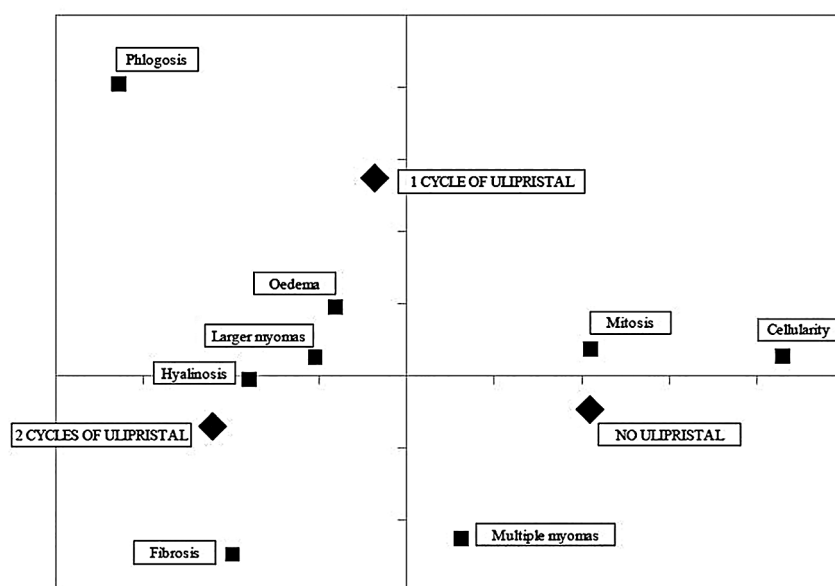 Phlogosis
1 CYCLE OF ULIPRISTAL
Oedema
Larger myomas
Mitosis
Cellularity
Hyalinosis
2 CYCLES OF ULIPRISTAL
NO ULIPRISTAL
Multiple myomas
Fibrosis